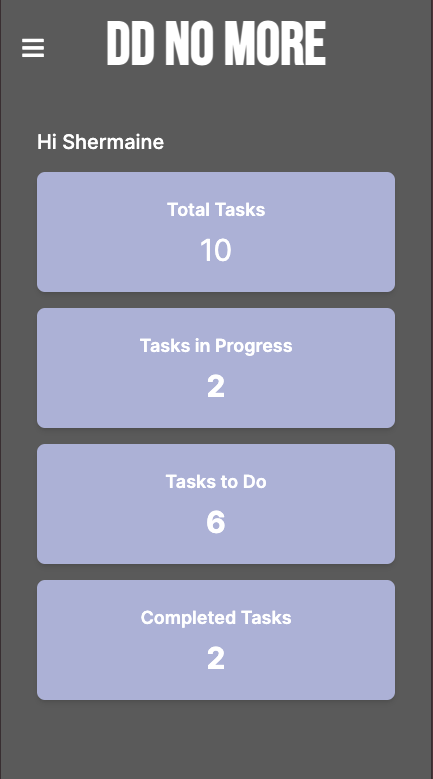 DD NO MORE
Hi Shermaine
Total Tasks
10
Tasks in Progress
2
Tasks to Do
6
Completed Tasks
2